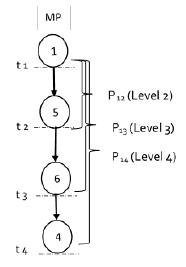 MP
1
t1
P12 (Level 2)
5
t2
P13 (Level 3)
P14 (Level 4)
6
t3
4
t4